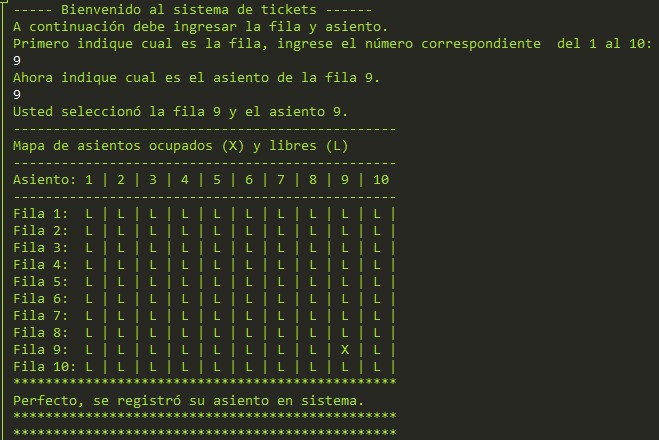 ----- Bienvenido al sistema de tickets ------
A continuación debe ingresar la fila y asiento.
Primero indique cual es la fila, ingrese el número correspondiente  del 1 al 10:
9
Ahora indique cual es el asiento de la fila 9.
9
Usted seleccionó la fila 9 y el asiento 9.
------------------------------------------------
Mapa de asientos ocupados (X) y libres (L)
------------------------------------------------
Asiento: 1 | 2 | 3 | 4 | 5 | 6 | 7 | 8 | 9 | 10
------------------------------------------------
Fila 1:  L | L | L | L | L | L | L | L | L | L |
Fila 2:  L | L | L | L | L | L | L | L | L | L |
Fila 3:  L | L | L | L | L | L | L | L | L | L |
Fila 4:  L | L | L | L | L | L | L | L | L | L |
Fila 5:  L | L | L | L | L | L | L | L | L | L |
Fila 6:  L | L | L | L | L | L | L | L | L | L |
Fila 7:  L | L | L | L | L | L | L | L | L | L |
Fila 8:  L | L | L | L | L | L | L | L | L | L |
Fila 9:  L | L | L | L | L | L | L | L | X | L |
Fila 10: L | L | L | L | L | L | L | L | L | L |
************************************************
Perfecto, se registró su asiento en sistema.
************************************************
************************************************